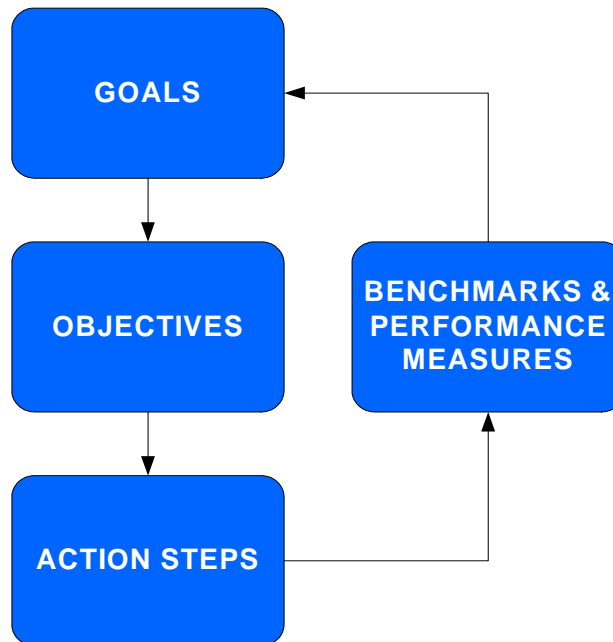 GOALS
OBJECTIVES
BENCHMARKS &
PERFORMANCE
MEASURES
ACTION STEPS